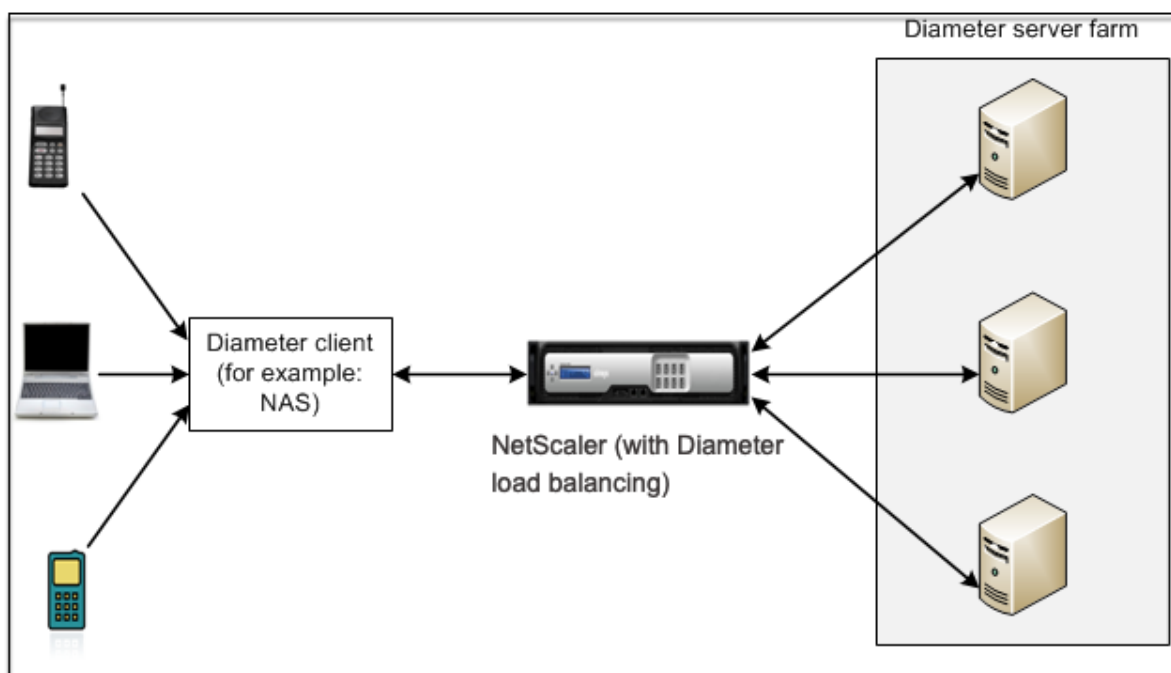 Diameter server farm
Diameter client
(for example:
NAS)
NetScaler (with Diameter
load balancing)